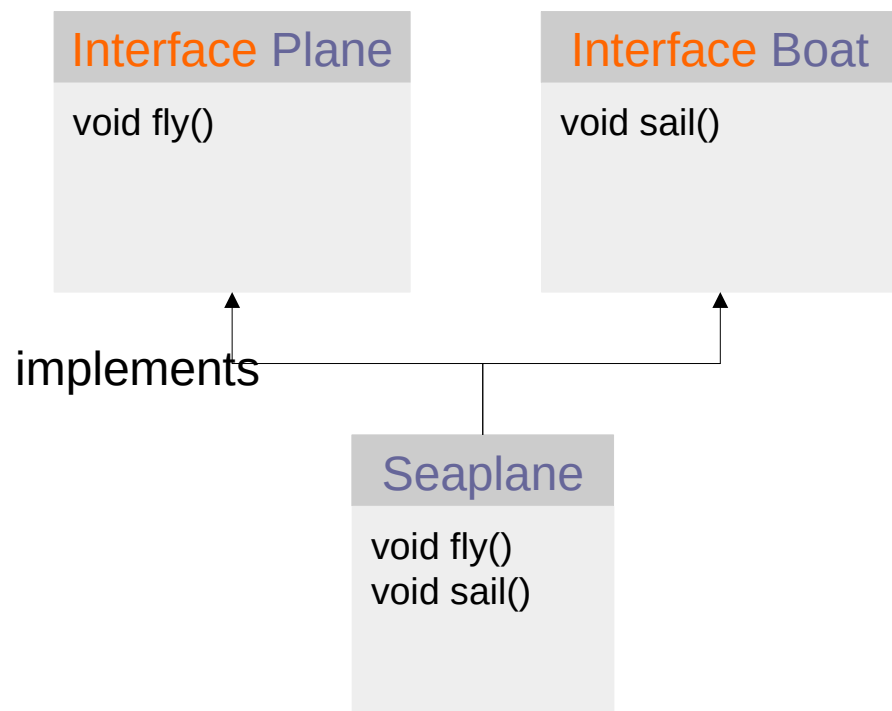 Interface Plane
void fly()
Interface Boat
void sail()
implements
Seaplane
void fly()
void sail()